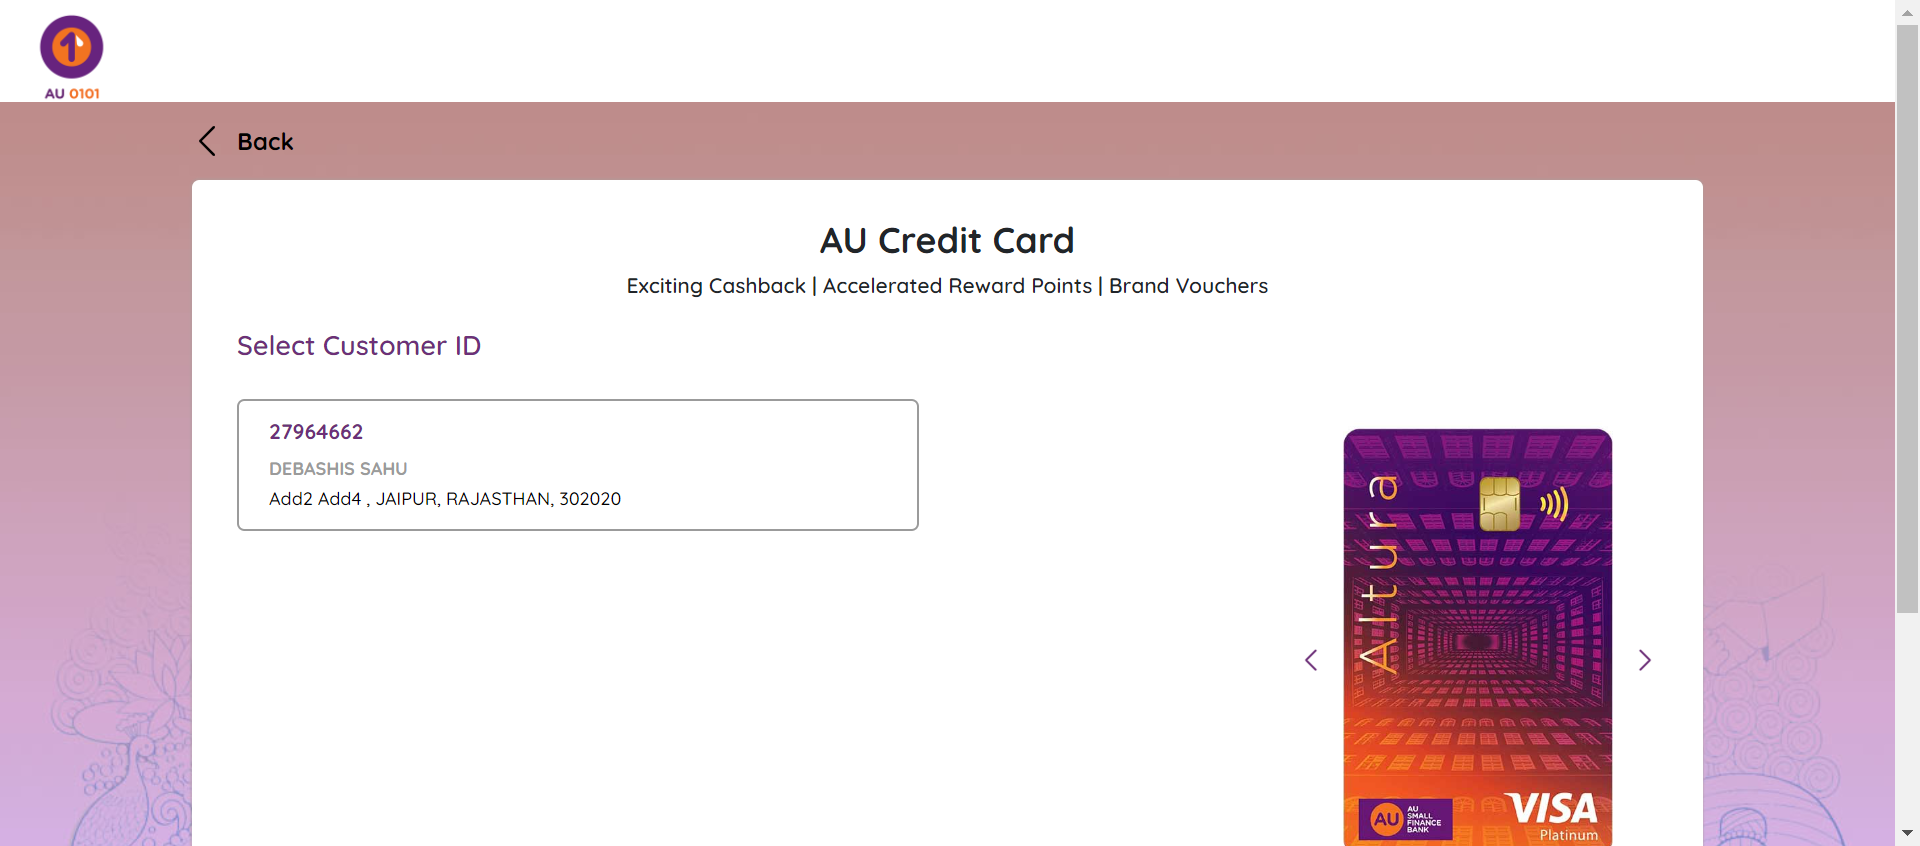 AU 0101
Back
AU Credit Card
Exciting Cashback | Accelerated Reward Points | Brand Vouchers
Select Customer ID
27964662
DEBASHIS SAHU
Add2 Add4 , JAIPUR, RAJASTHAN, 302020
Altura
AU
AU
SMALL
FINANCE
BANK
VISA
Platinum